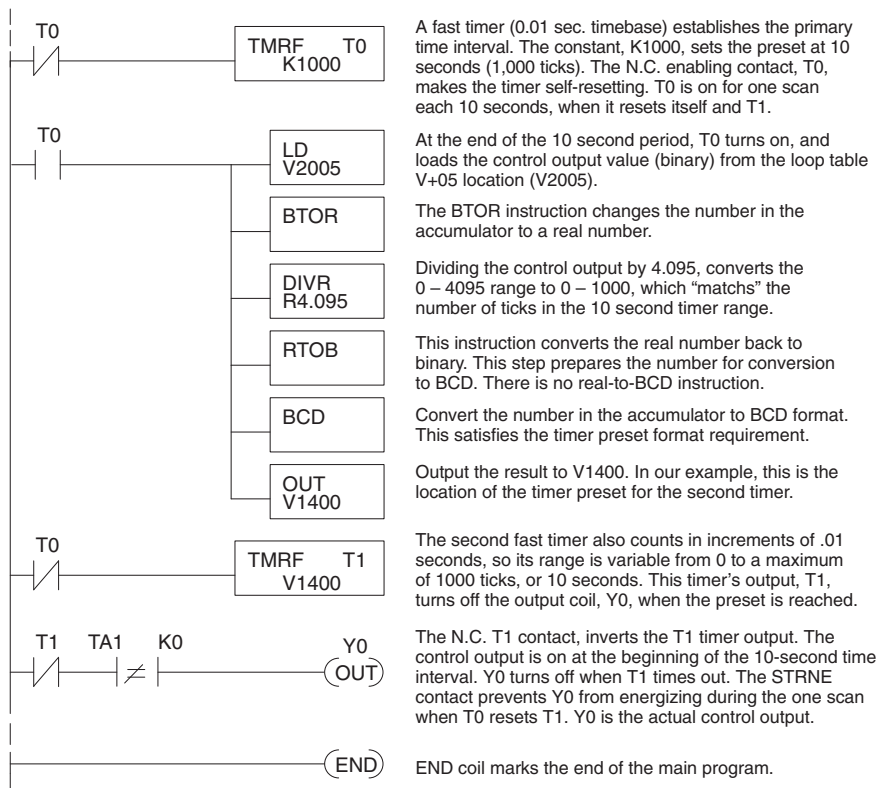 T0
TMRF T0
K1000
A fast timer (0.01 sec. timebase) establishes the primary
time interval. The constant, K1000, sets the preset at 10
seconds (1,000 ticks). The N.C. enabling contact, T0,
makes the timer self-resetting. T0 is on for one scan
each 10 seconds, when it resets itself and T1.
T0
LD
V2005
At the end of the 10 second period, T0 turns on, and
loads the control output value (binary) from the loop table
V+05 location (V2005).
BTOR
The BTOR instruction changes the number in the
accumulator to a real number.
DIVR
R4.095
Dividing the control output by 4.095, converts the
0 – 4095 range to 0 – 1000, which “matchs” the
number of ticks in the 10 second timer range.
RTOB
This instruction converts the real number back to
binary. This step prepares the number for conversion
to BCD. There is no real-to-BCD instruction.
BCD
Convert the number in the accumulator to BCD format.
This satisfies the timer preset format requirement.
OUT
V1400
Output the result to V1400. In our example, this is the
location of the timer preset for the second timer.
T0
TMRF T1
V1400
The second fast timer also counts in increments of .01
seconds, so its range is variable from 0 to a maximum
of 1000 ticks, or 10 seconds. This timer’s output, T1,
turns off the output coil, Y0, when the preset is reached.
T1 TA1 K0 Y0
≠ OUT
The N.C. T1 contact, inverts the T1 timer output. The
control output is on at the beginning of the 10-second time
interval. Y0 turns off when T1 times out. The STRNE
contact prevents Y0 from energizing during the one scan
when T0 resets T1. Y0 is the actual control output.
END
END coil marks the end of the main program.